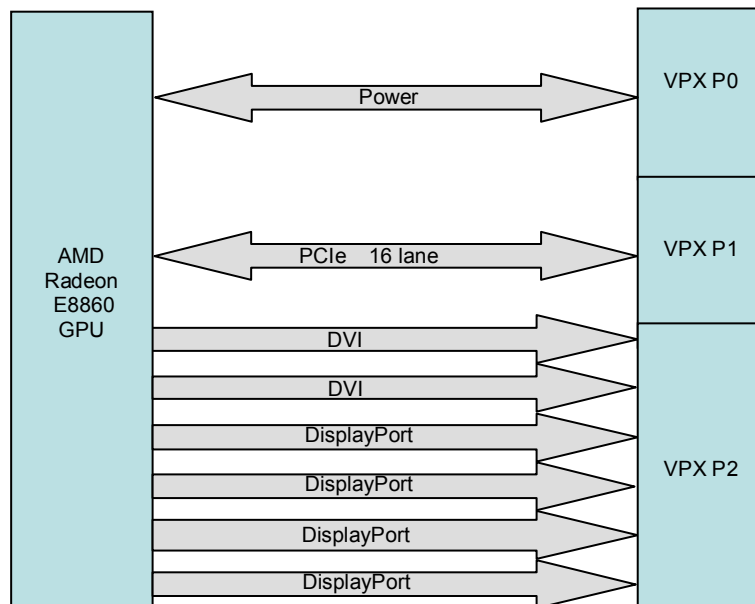 VPX P0
Power
VPX P1
PCIe 16 lane
AMD
Radeon
E8860
GPU
DVI
DVI
DisplayPort
VPX P2
DisplayPort
DisplayPort
DisplayPort